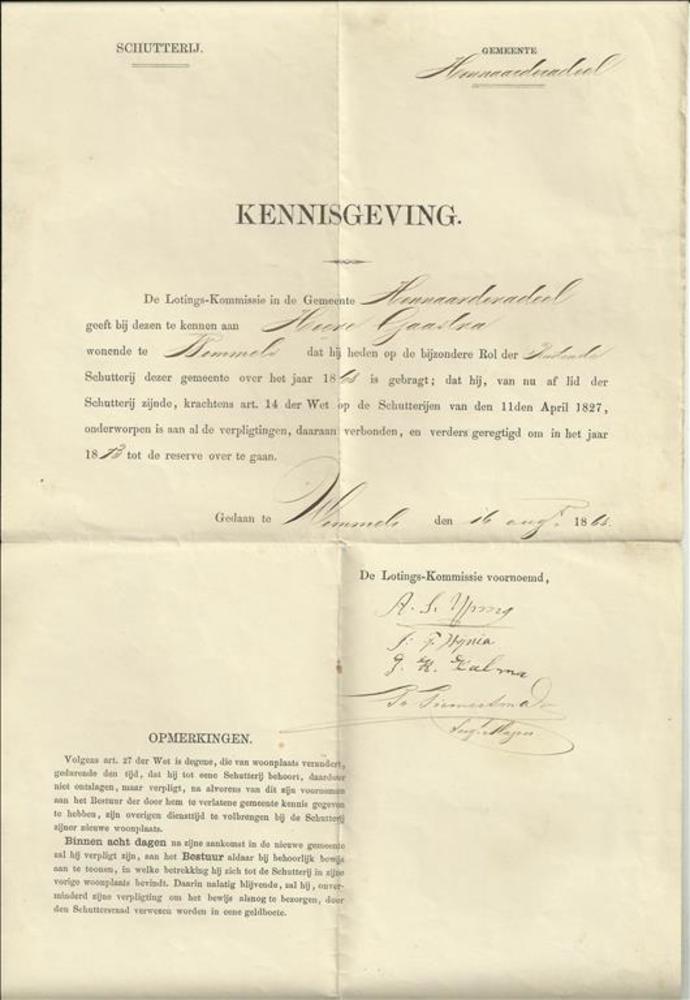 SCHUTTERIJ.
GEMEENTE
Hennaarderadeel
KENNISGEVING.
De Lotings-Kommissie in de Gemeente Hennaarderadeel
geeft bij dezen te kennen aan Heere Gaastra
wonende te Wommels dat hij heden op de bijzondere Rol der Rustende
Schutterij dezer gemeente over het jaar 1868 is gebragt; dat hij, van nu af lid der
Schutterij zijnde, krachtens art. 14 der Wet op de Schutterijen van den 11den April 1827,
onderworpen is aan al de verpligtingen, daaraan verbonden, en verders geregtigd om in het jaar
1873 tot de reserve over te gaan.
Gedaan te Wommels den 16 augt. 1868.
De Lotings-Kommissie voornoemd,
A. S.
S. T. Hijnia
J. K. Kalma
OPMERKINGEN.
Volgens art. 27 der Wet is degene, die van woonplaats verandert,
gedurende den tijd, dat hij tot eene Schutterij behoort, daardoor
niet ontslagen, maar verpligt, na alvorens van dit zijn voornemen
aan het Bestuur der door hem te verlatene gemeente kennis gegeven
te hebben, zijn overigen diensttijd te volbrengen bij de Schutterij
zijner nieuwe woonplaats.
Binnen acht dagen na zijne aankomst in de nieuwe gemeente
zal hij verpligt zijn, aan het Bestuur aldaar bij behoorlijk bewijs
aan te toonen, in welke betrekking hij zich tot de Schutterij in zijne
vorige woonplaats bevindt. Daarin nalatig blijvende, zal hij, onver-
minderd zijne verpligting om het bewijs alsnog te bezorgen, door
den Schuttersraad verwezen worden in eene geldboete.